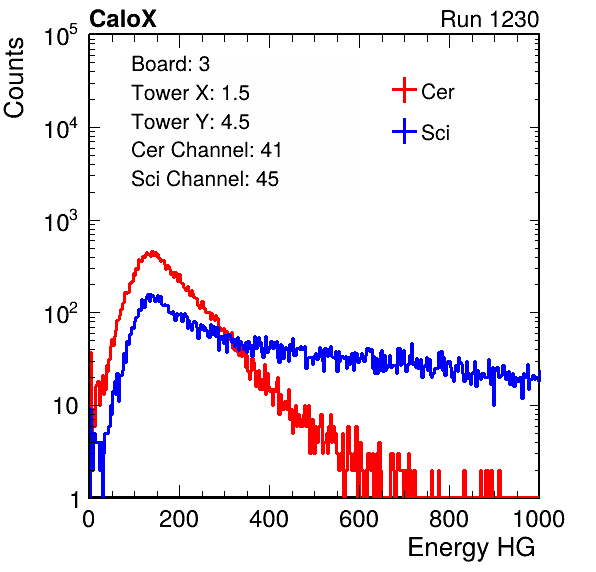 CaloX Run 1230
Counts
10^5
10^4
10^3
10^2
10
1
Board: 3
Tower X: 1.5
Tower Y: 4.5
Cer Channel: 41
Sci Channel: 45
Cer
Sci
0 200 400 600 800 1000
Energy HG